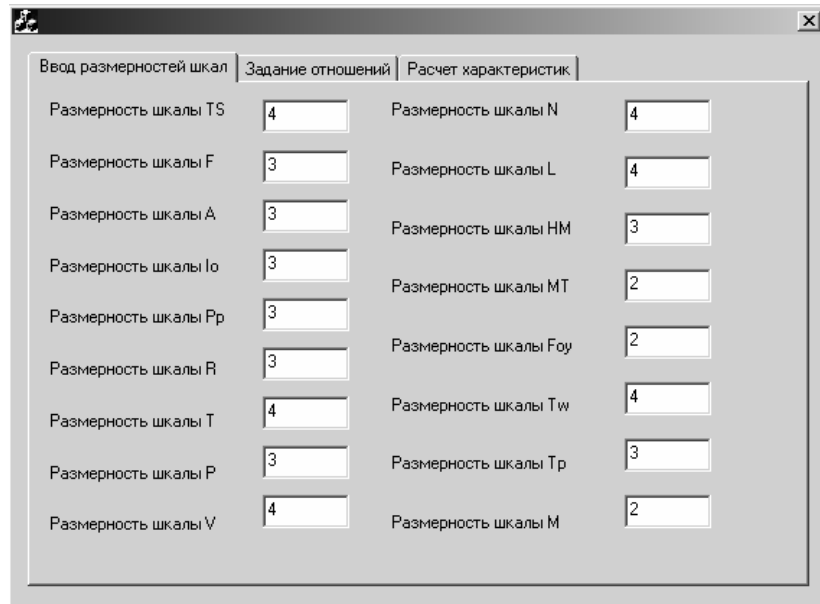 Ввод размерностей шкал Задание отношений Расчет характеристик
Размерность шкалы TS 4
Размерность шкалы F 3
Размерность шкалы A 3
Размерность шкалы Io 3
Размерность шкалы Pp 3
Размерность шкалы R 3
Размерность шкалы T 4
Размерность шкалы P 3
Размерность шкалы V 4
Размерность шкалы N 4
Размерность шкалы L 4
Размерность шкалы HM 3
Размерность шкалы MT 2
Размерность шкалы Foy 2
Размерность шкалы Tw 4
Размерность шкалы Tp 3
Размерность шкалы M 2